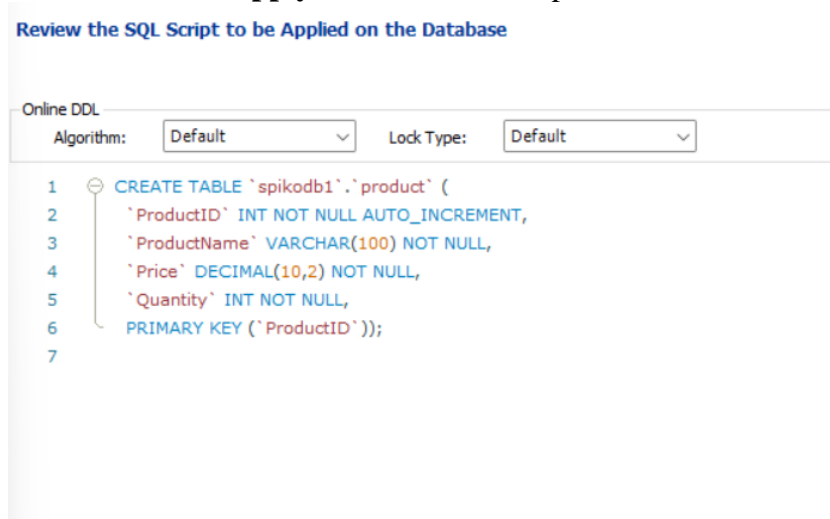 Review the SQL Script to be Applied on the Database
Online DDL
Algorithm: Default Lock Type: Default
1 CREATE TABLE `spikodb1`.`product` (
2 `ProductID` INT NOT NULL AUTO_INCREMENT,
3 `ProductName` VARCHAR(100) NOT NULL,
4 `Price` DECIMAL(10,2) NOT NULL,
5 `Quantity` INT NOT NULL,
6 PRIMARY KEY (`ProductID`));
7